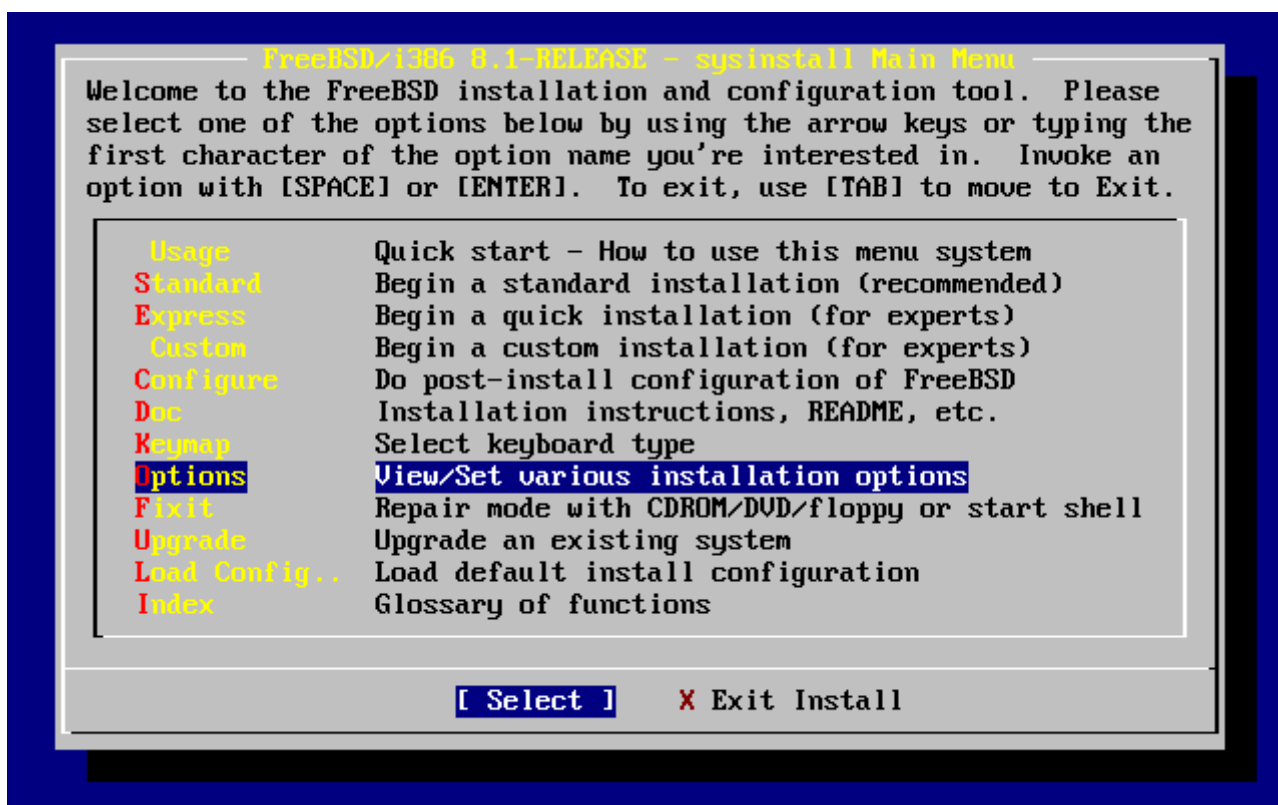 FreeBSD/i386 8.1-RELEASE - sysinstall Main Menu
Welcome to the FreeBSD installation and configuration tool.  Please
select one of the options below by using the arrow keys or typing the
first character of the option name you're interested in.  Invoke an
option with [SPACE] or [ENTER].  To exit, use [TAB] to move to Exit.
Usage Quick start - How to use this menu system
Standard Begin a standard installation (recommended)
Express Begin a quick installation (for experts)
Custom Begin a custom installation (for experts)
Configure Do post-install configuration of FreeBSD
Doc Installation instructions, README, etc.
Keymap Select keyboard type
Options View/Set various installation options
Fixit Repair mode with CDROM/DVD/floppy or start shell
Upgrade Upgrade an existing system
Load Config.. Load default install configuration
Index Glossary of functions
[ Select ] X Exit Install